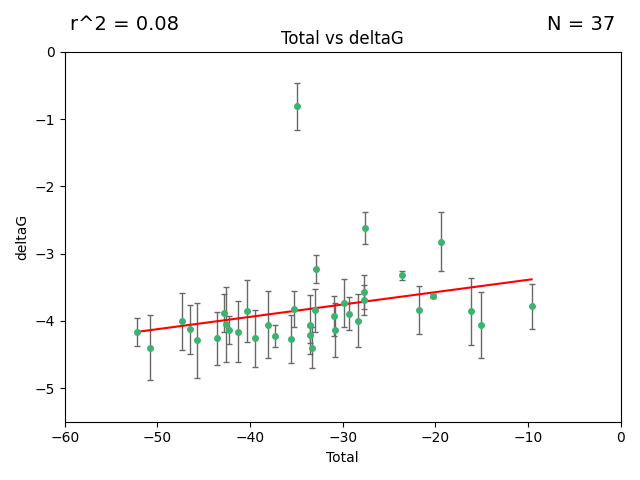 r^2 = 0.08
N = 37
Total vs deltaG
0
−1
−2
−3
−4
−5
deltaG
−60
−50
−40
−30
−20
−10
0
Total